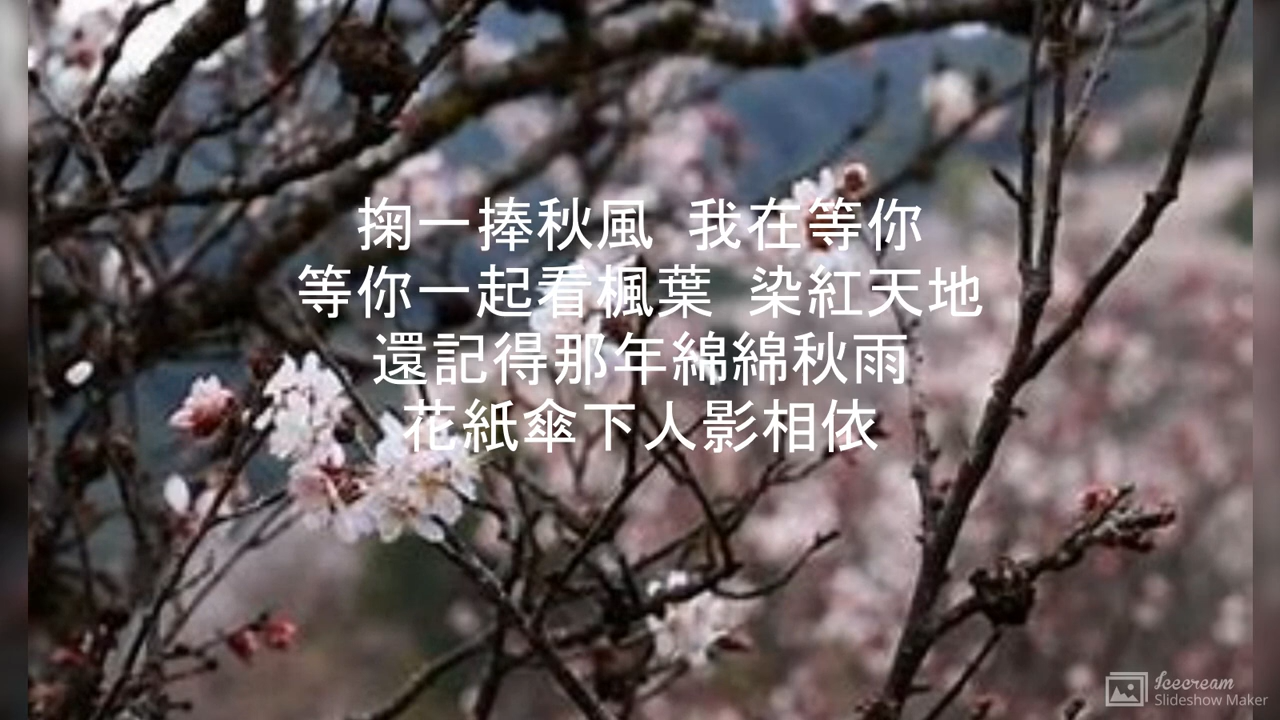 掬一捧秋風 我在等你
等你一起看楓葉 染紅天地
還記得那年綿綿秋雨
花紙傘下人影相依
Icecream
Slideshow Maker